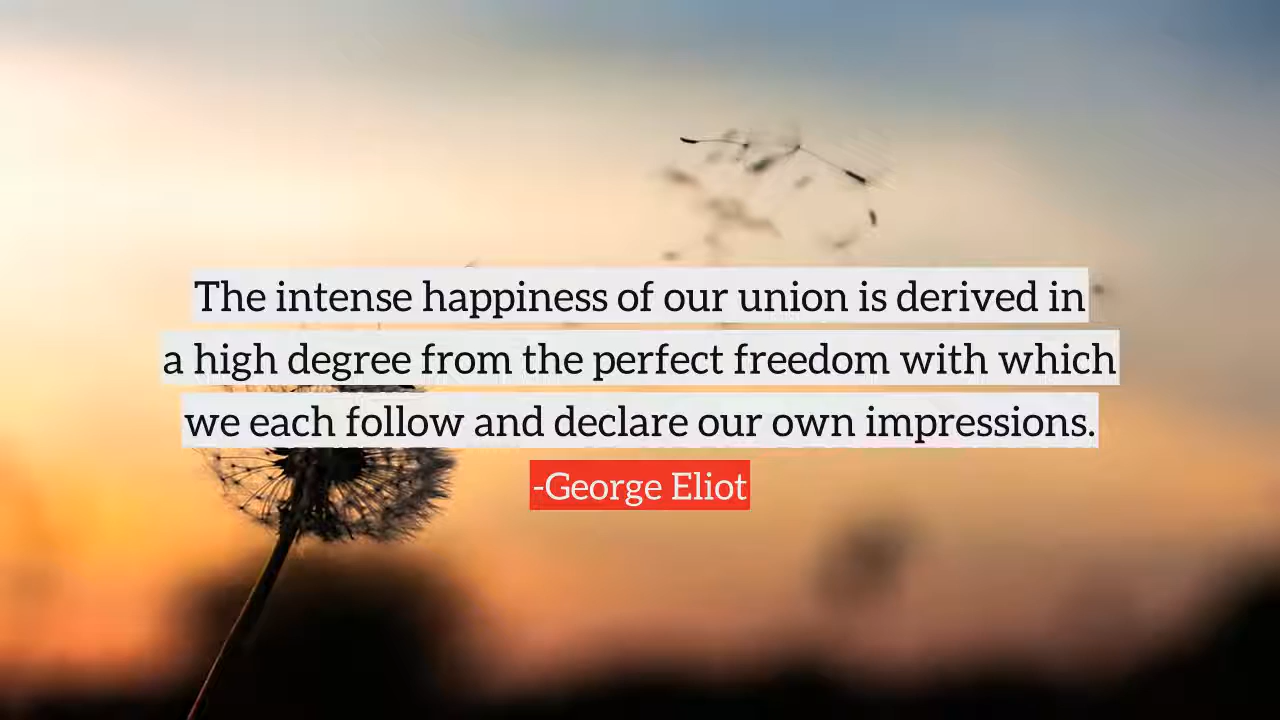 The intense happiness of our union is derived in
a high degree from the perfect freedom with which
we each follow and declare our own impressions.
-George Eliot